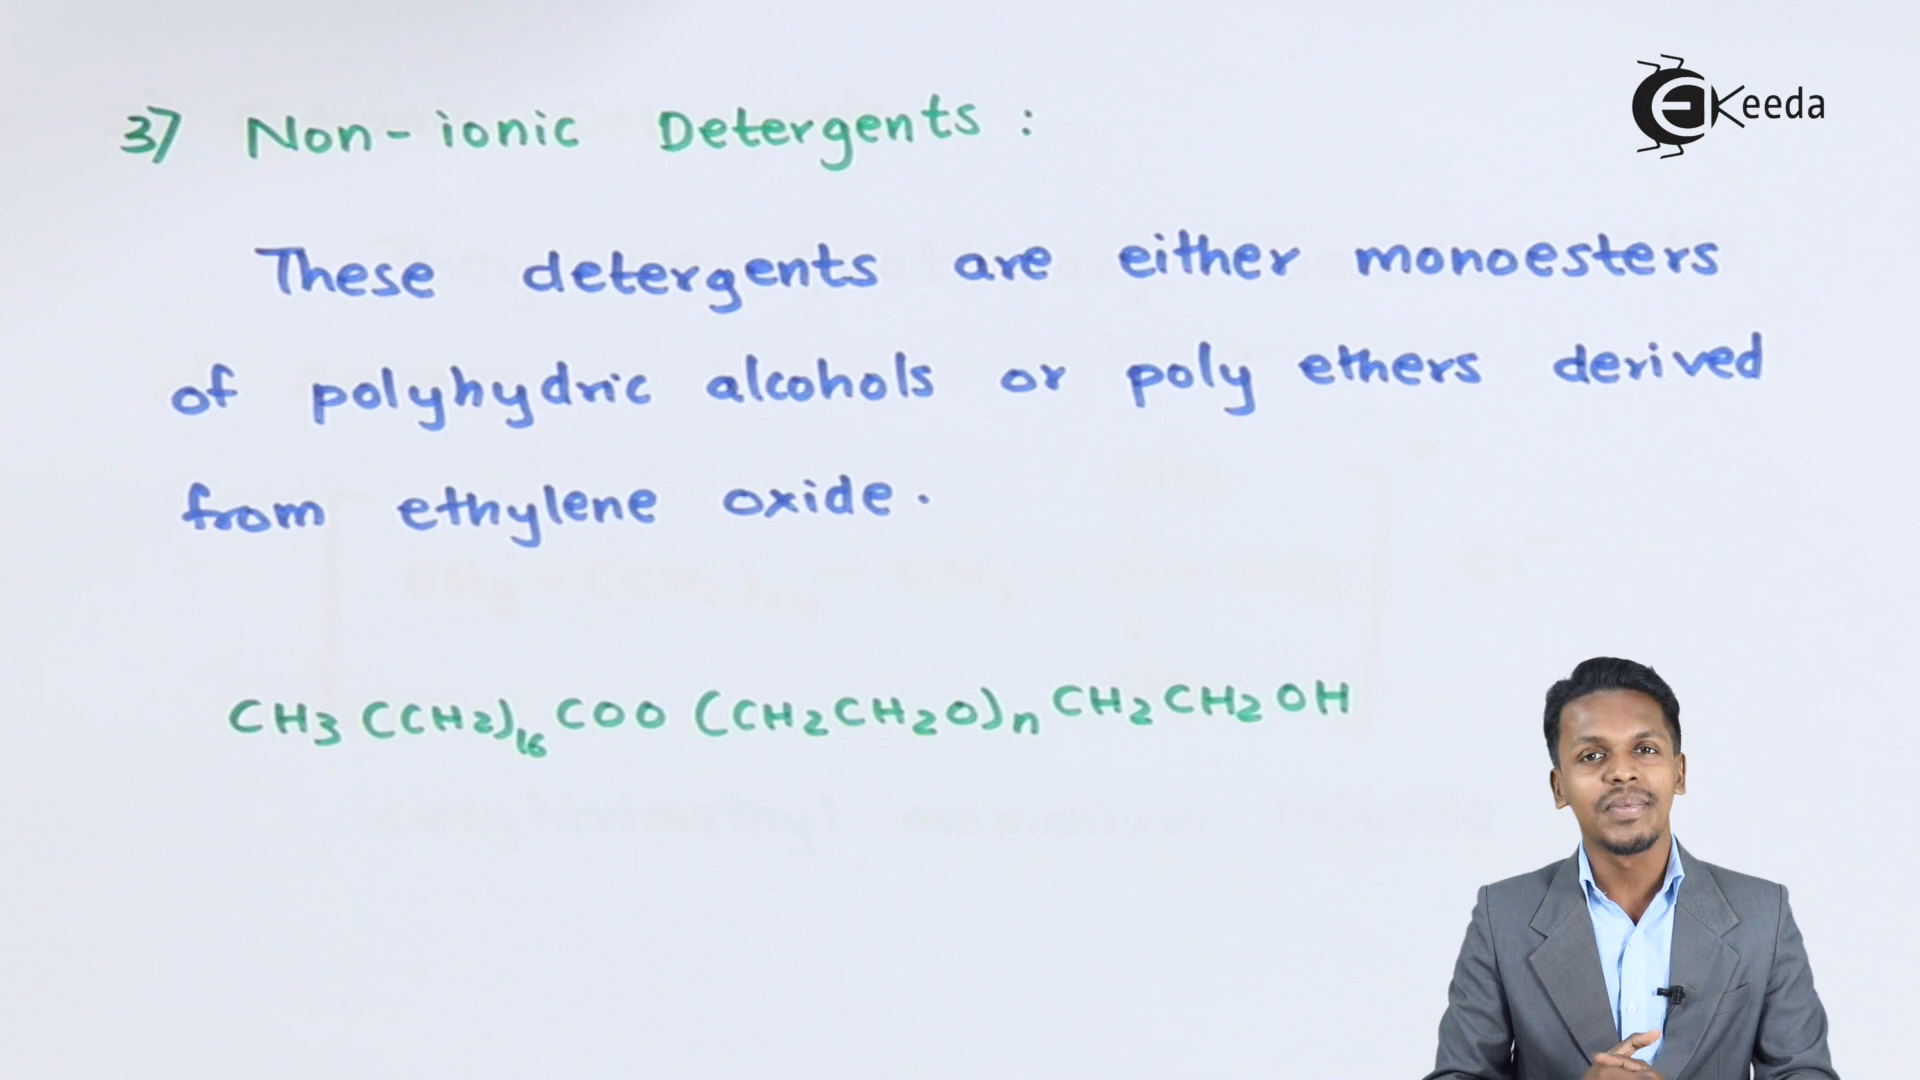 3) Non-ionic Detergents :
EKeeda
These detergents are either monoesters
of polyhydric alcohols or poly ethers derived
from ethylene oxide.
CH3 (CH2)16 COO (CH2CH2O)n CH2CH2OH